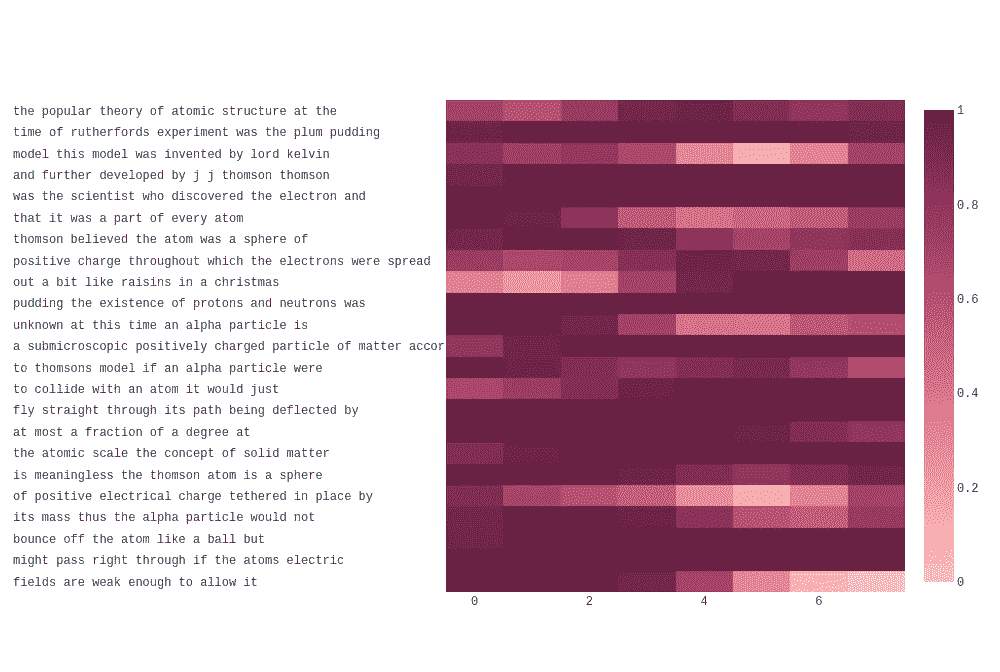 the popular theory of atomic structure at the
time of rutherfords experiment was the plum pudding
model this model was invented by lord kelvin
and further developed by j j thomson thomson
was the scientist who discovered the electron and
that it was a part of every atom
thomson believed the atom was a sphere of
positive charge throughout which the electrons were spread
out a bit like raisins in a christmas
pudding the existence of protons and neutrons was
unknown at this time an alpha particle is
a submicroscopic positively charged particle of matter accor
to thomsons model if an alpha particle were
to collide with an atom it would just
fly straight through its path being deflected by
at most a fraction of a degree at
the atomic scale the concept of solid matter
is meaningless the thomson atom is a sphere
of positive electrical charge tethered in place by
its mass thus the alpha particle would not
bounce off the atom like a ball but
might pass right through if the atoms electric
fields are weak enough to allow it
0 2 4 6
1
0.8
0.6
0.4
0.2
0